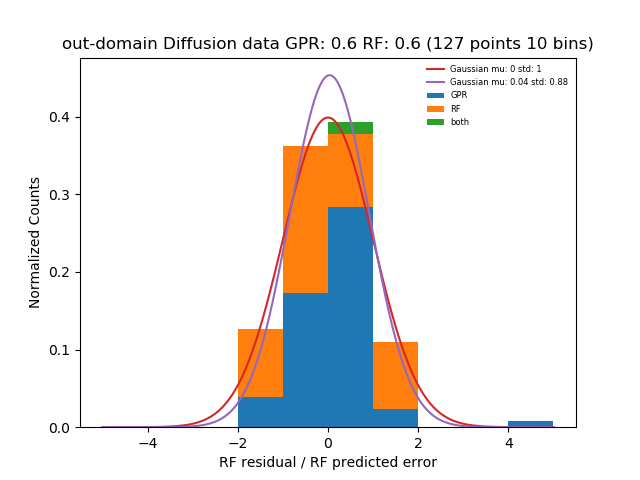 out-domain Diffusion data GPR: 0.6 RF: 0.6 (127 points 10 bins)
Gaussian mu: 0 std: 1
Gaussian mu: 0.04 std: 0.88
GPR
RF
both
Normalized Counts
0.4
0.3
0.2
0.1
0.0
−4 −2 0 2 4
RF residual / RF predicted error